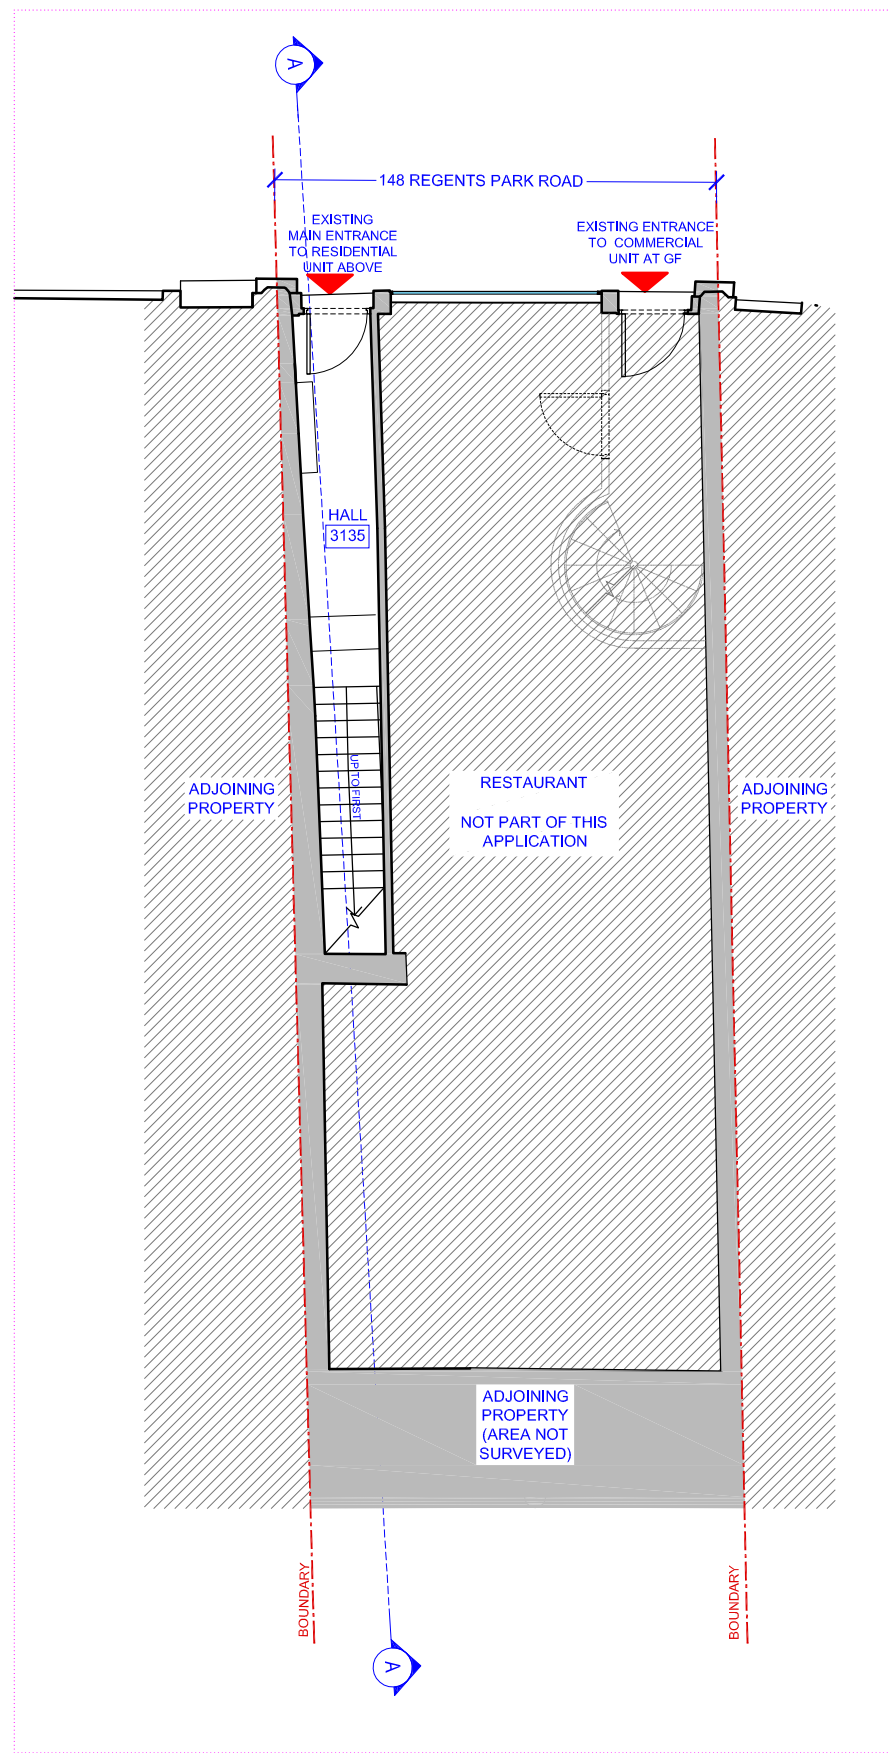 A
148 REGENTS PARK ROAD
EXISTING
MAIN ENTRANCE
TO RESIDENTIAL
UNIT ABOVE
EXISTING ENTRANCE
TO COMMERCIAL
UNIT AT GF
HALL
3135
UP TO FIRST
ADJOINING
PROPERTY
RESTAURANT
NOT PART OF THIS
APPLICATION
ADJOINING
PROPERTY
ADJOINING
PROPERTY
(AREA NOT
SURVEYED)
BOUNDARY
BOUNDARY
A